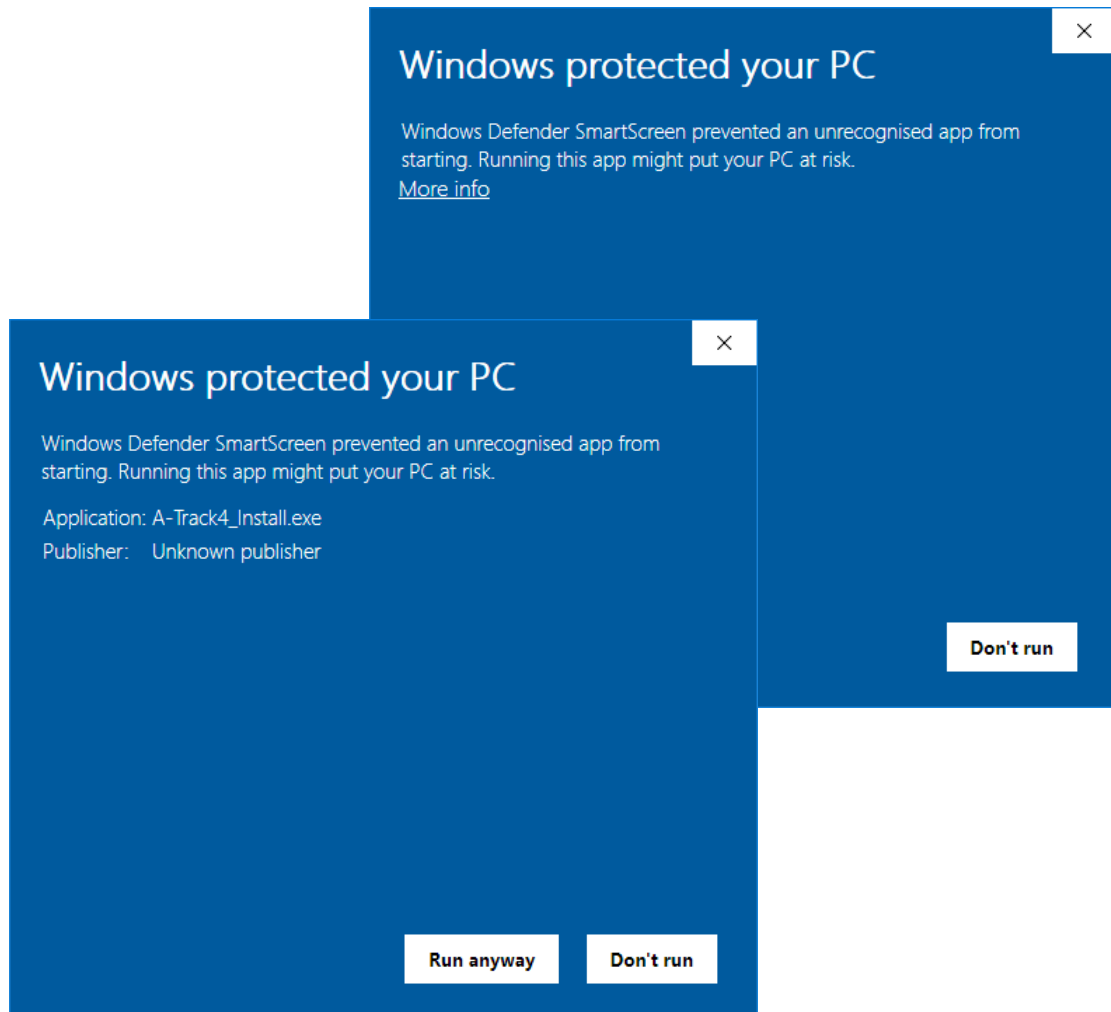 Windows protected your PC
Windows Defender SmartScreen prevented an unrecognised app from
starting. Running this app might put your PC at risk.
More info
Don't run
Windows protected your PC
Windows Defender SmartScreen prevented an unrecognised app from
starting. Running this app might put your PC at risk.
Application: A-Track4_Install.exe
Publisher: Unknown publisher
Run anyway Don't run